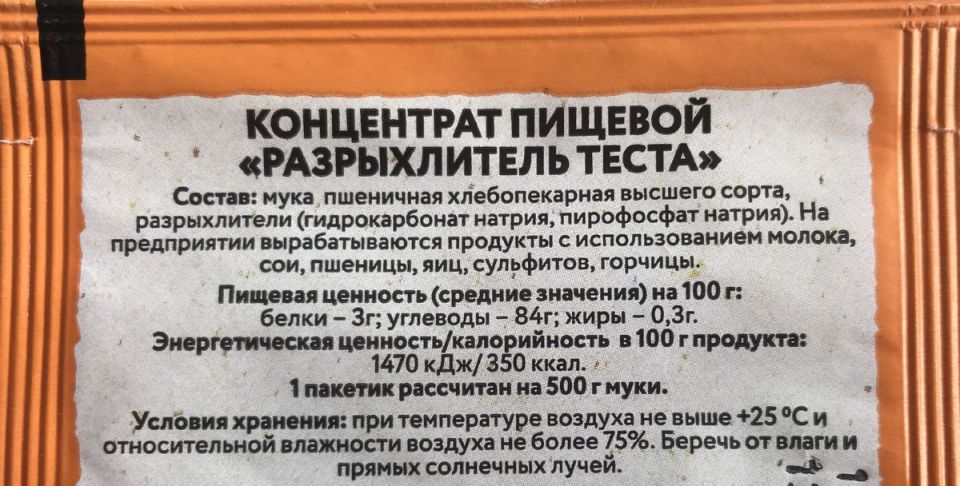 КОНЦЕНТРАТ ПИЩЕВОЙ
«РАЗРЫХЛИТЕЛЬ ТЕСТА»
Состав: мука пшеничная хлебопекарная высшего сорта,
разрыхлители (гидрокарбонат натрия, пирофосфат натрия). На
предприятии вырабатываются продукты с использованием молока,
сои, пшеницы, яиц, сульфитов, горчицы.
Пищевая ценность (средние значения) на 100 г:
белки – 3г; углеводы – 84г; жиры – 0,3г.
Энергетическая ценность/калорийность в 100 г продукта:
1470 кДж/ 350 ккал.
1 пакетик рассчитан на 500 г муки.
Условия хранения: при температуре воздуха не выше +25 °С и
относительной влажности воздуха не более 75%. Беречь от влаги и
прямых солнечных лучей.